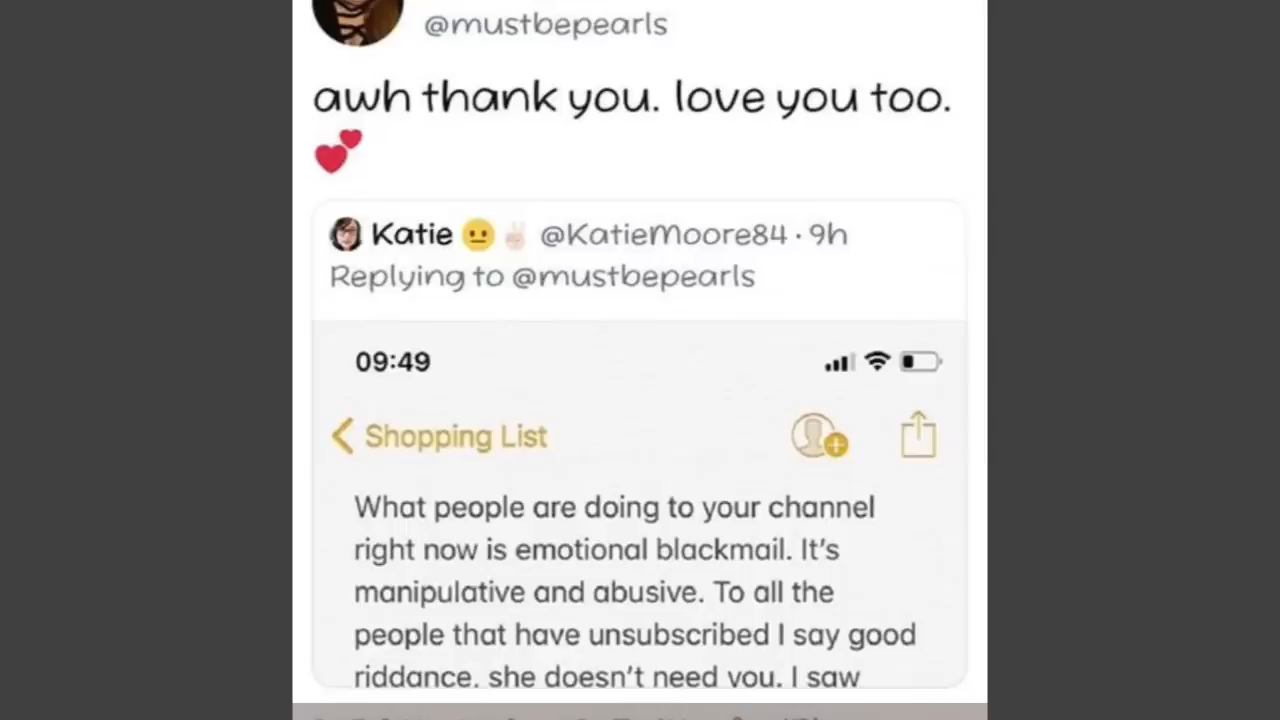 @mustbepearls
awh thank you. love you too.
💕
Katie 😐✌🏻 @KatieMoore84 · 9h
Replying to @mustbepearls
09:49
Shopping List
What people are doing to your channel
right now is emotional blackmail. It's
manipulative and abusive. To all the
people that have unsubscribed I say good
riddance, she doesn't need you. I saw